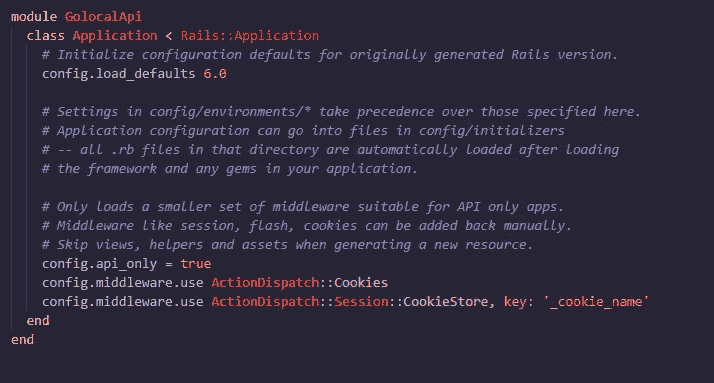 module GolocalApi
  class Application < Rails::Application
    # Initialize configuration defaults for originally generated Rails version.
    config.load_defaults 6.0

    # Settings in config/environments/* take precedence over those specified here.
    # Application configuration can go into files in config/initializers
    # -- all .rb files in that directory are automatically loaded after loading
    # the framework and any gems in your application.

    # Only loads a smaller set of middleware suitable for API only apps.
    # Middleware like session, flash, cookies can be added back manually.
    # Skip views, helpers and assets when generating a new resource.
    config.api_only = true
    config.middleware.use ActionDispatch::Cookies
    config.middleware.use ActionDispatch::Session::CookieStore, key: '_cookie_name'
  end
end